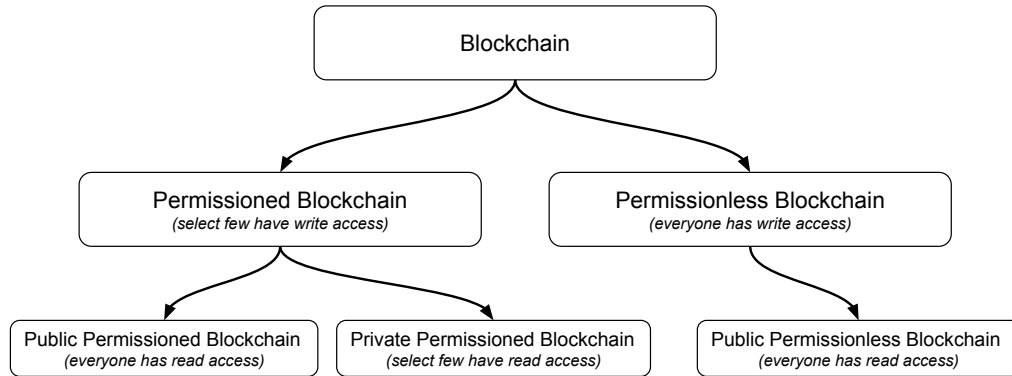 Blockchain
Permissioned Blockchain
(select few have write access)
Permissionless Blockchain
(everyone has write access)
Public Permissioned Blockchain
(everyone has read access)
Private Permissioned Blockchain
(select few have read access)
Public Permissionless Blockchain
(everyone has read access)